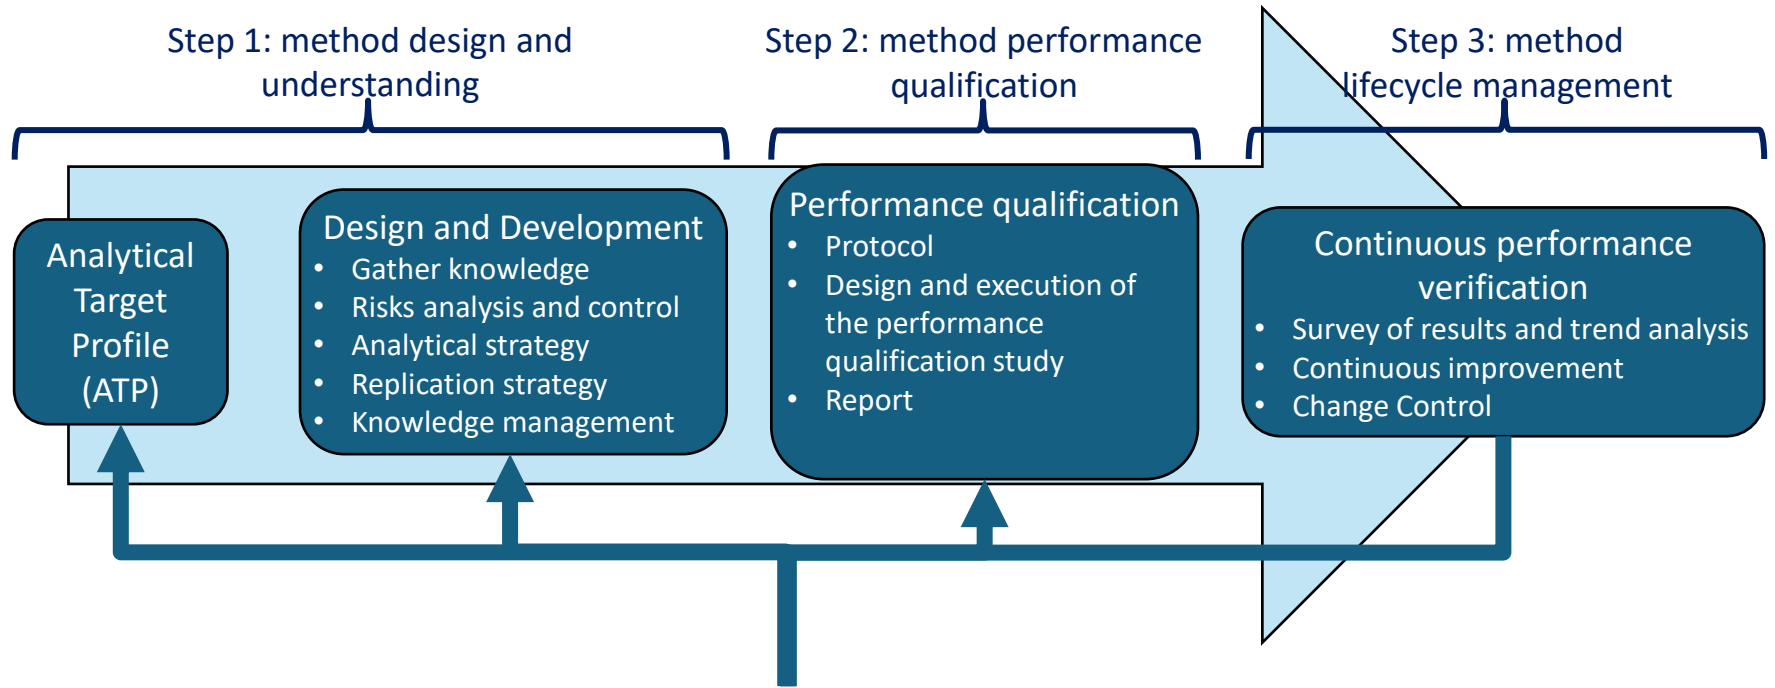 Step 1: method design and
understanding
Step 2: method performance
qualification
Step 3: method
lifecycle management
Analytical
Target
Profile
(ATP)
Design and Development
• Gather knowledge
• Risks analysis and control
• Analytical strategy
• Replication strategy
• Knowledge management
Performance qualification
• Protocol
• Design and execution of
the performance
qualification study
• Report
Continuous performance
verification
• Survey of results and trend analysis
• Continuous improvement
• Change Control